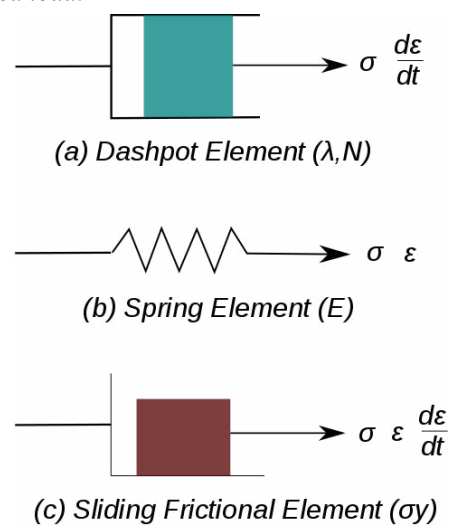 σ dε/dt
(a) Dashpot Element (λ,N)
σ ε
(b) Spring Element (E)
σ ε dε/dt
(c) Sliding Frictional Element (σy)